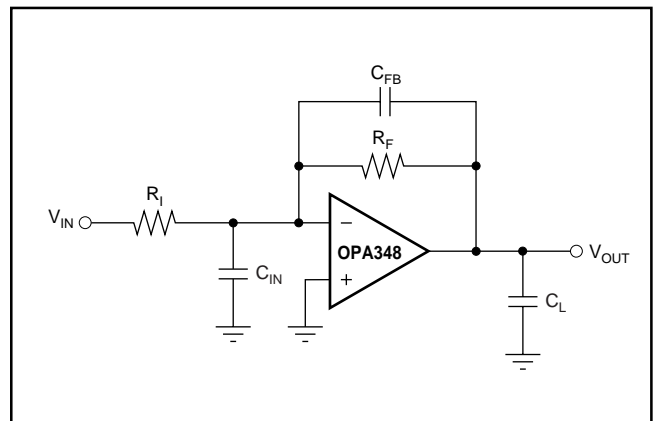 C_FB
R_F
R_I
V_IN
−
OPA348
V_OUT
C_IN
+
C_L